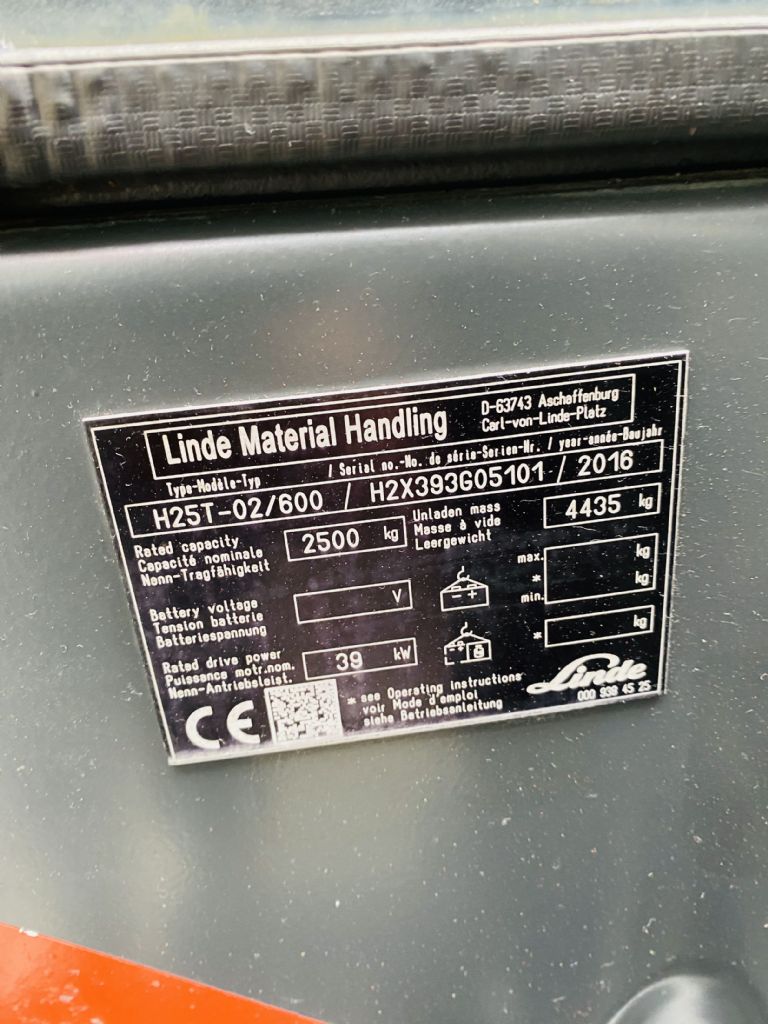 Linde Material Handling
D-63743 Aschaffenburg
Carl-von-Linde-Platz
Type-Modèle-Typ / Serial no.-No. de série-Serien-Nr. / year-année-Baujahr
H25T-02/600 / H2X393G05101 / 2016
Rated capacity
Capacité nominale
Nenn-Tragfähigkeit
2500 kg
Unladen mass
Masse à vide
Leergewicht
4435 kg
Battery voltage
Tension batterie
Batteriespannung
V
- +
max. kg
* kg
min.
Rated drive power
Puissance motr.nom.
Nenn-Antriebsleist.
39 kW
* kg
CE
* see Operating instructions
voir Mode d'emploi
siehe Betriebsanleitung
Linde
000 938 45 25